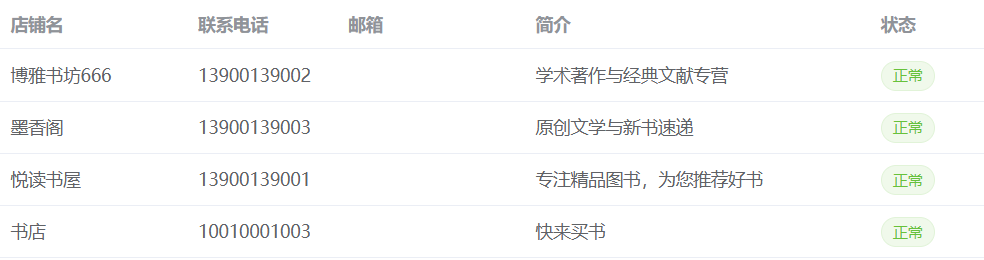 店铺名 联系电话 邮箱 简介 状态
博雅书坊666 13900139002 学术著作与经典文献专营 正常
墨香阁 13900139003 原创文学与新书速递 正常
悦读书屋 13900139001 专注精品图书，为您推荐好书 正常
书店 10010001003 快来买书 正常